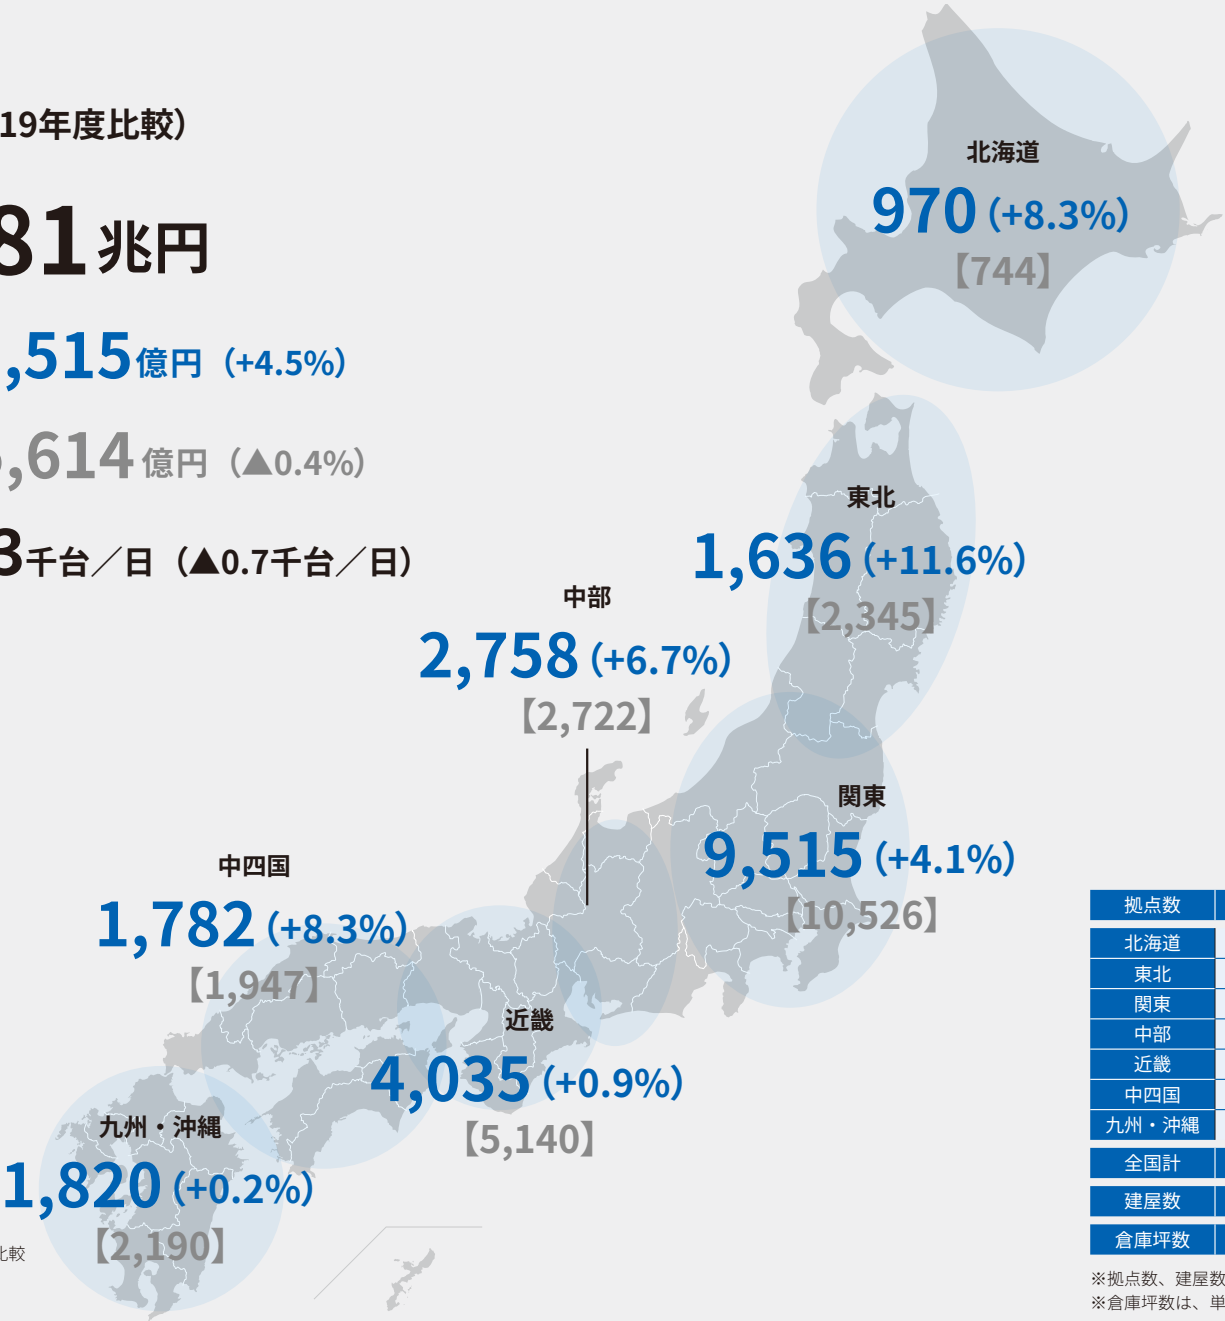 19年度比較）
81兆円
,515億円（+4.5%）
,614億円（▲0.4%）
3千台／日（▲0.7千台／日）
北海道
970（+8.3%）
【744】
東北
1,636（+11.6%）
【2,345】
中部
2,758（+6.7%）
【2,722】
関東
9,515（+4.1%）
【10,526】
中四国
1,782（+8.3%）
【1,947】
近畿
4,035（+0.9%）
【5,140】
九州・沖縄
1,820（+0.2%）
【2,190】
比較
拠点数
北海道
東北
関東
中部
近畿
中四国
九州・沖縄
全国計
建屋数
倉庫坪数
※拠点数、建屋数
※倉庫坪数は、単